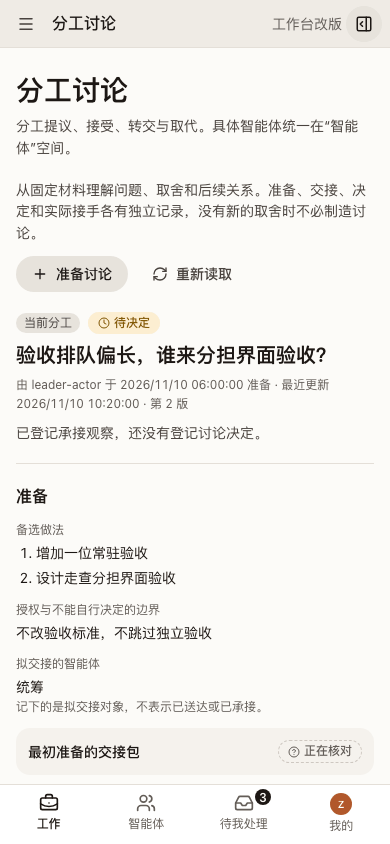 分工讨论
工作台改版
分工讨论
分工提议、接受、转交与取代。具体智能体统一在“智能
体”空间。
从固定材料理解问题、取舍和后续关系。准备、交接、决
定和实际接手各有独立记录，没有新的取舍时不必制造讨
论。
准备讨论
重新读取
当前分工
待决定
验收排队偏长，谁来分担界面验收?
由 leader-actor 于 2026/11/10 06:00:00 准备 · 最近更新
2026/11/10 10:20:00 · 第 2 版
已登记承接观察，还没有登记讨论决定。
准备
备选做法
1. 增加一位常驻验收
2. 设计走查分担界面验收
授权与不能自行决定的边界
不改验收标准，不跳过独立验收
拟交接的智能体
统筹
记下的是拟交接对象，不表示已送达或已承接。
最初准备的交接包
正在核对
3
z
工作
智能体
待我处理
我的